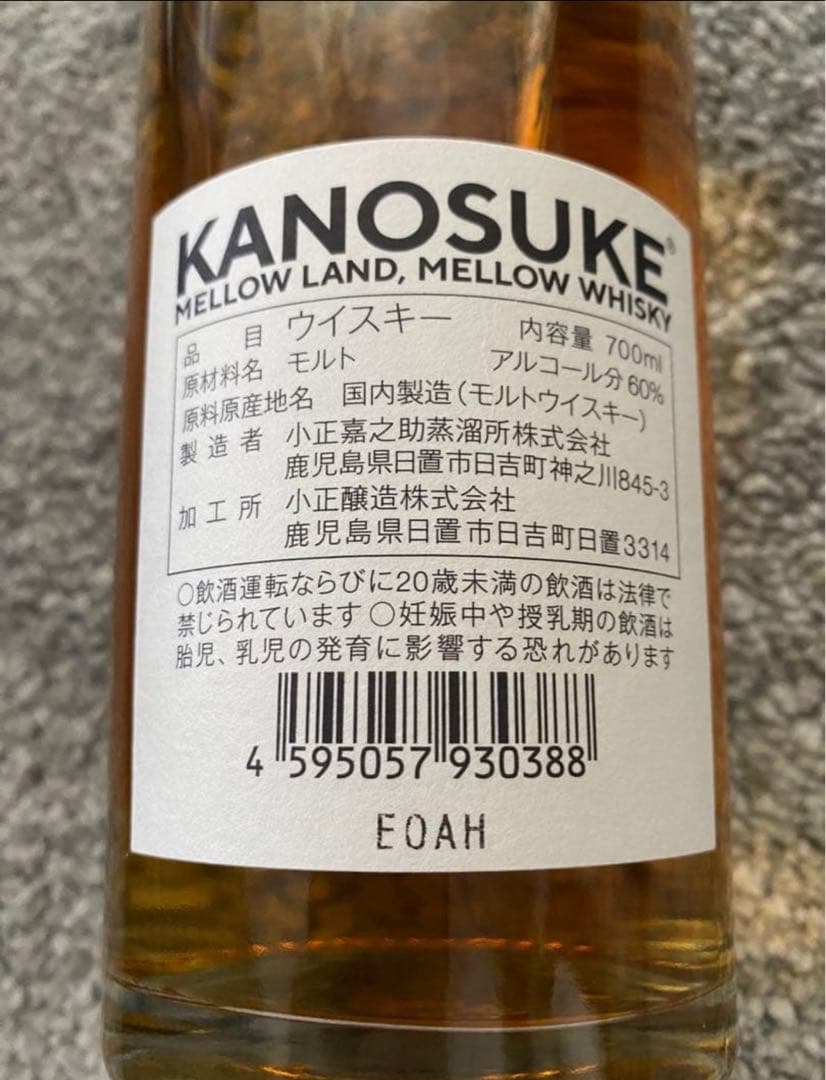 KANOSUKE®
MELLOW LAND, MELLOW WHISKY
品目 ウイスキー 内容量 700ml
原材料名 モルト アルコール分 60%
原料原産地名 国内製造（モルトウイスキー）
製造者 小正嘉之助蒸溜所株式会社
鹿児島県日置市日吉町神之川845-3
加工所 小正醸造株式会社
鹿児島県日置市日吉町日置3314
○飲酒運転ならびに20歳未満の飲酒は法律で
禁じられています ○妊娠中や授乳期の飲酒は
胎児、乳児の発育に影響する恐れがあります
4 595057 930388
EOAH